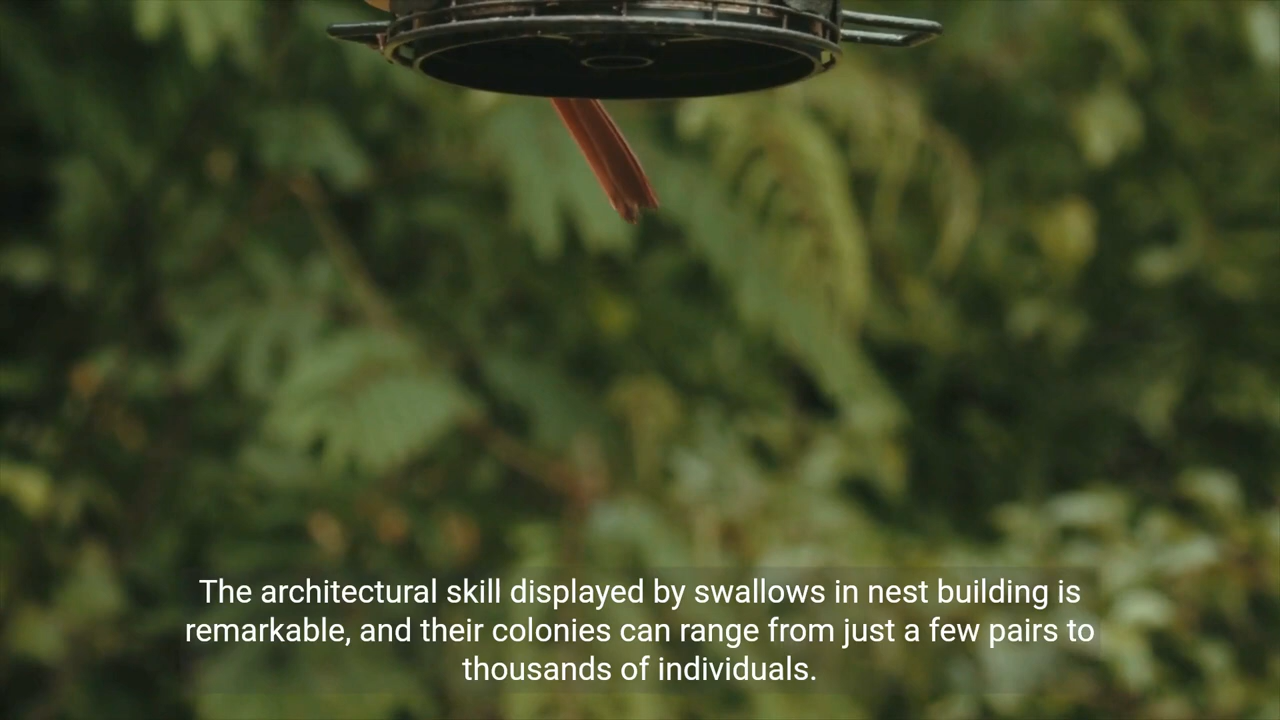 The architectural skill displayed by swallows in nest building is
remarkable, and their colonies can range from just a few pairs to
thousands of individuals.